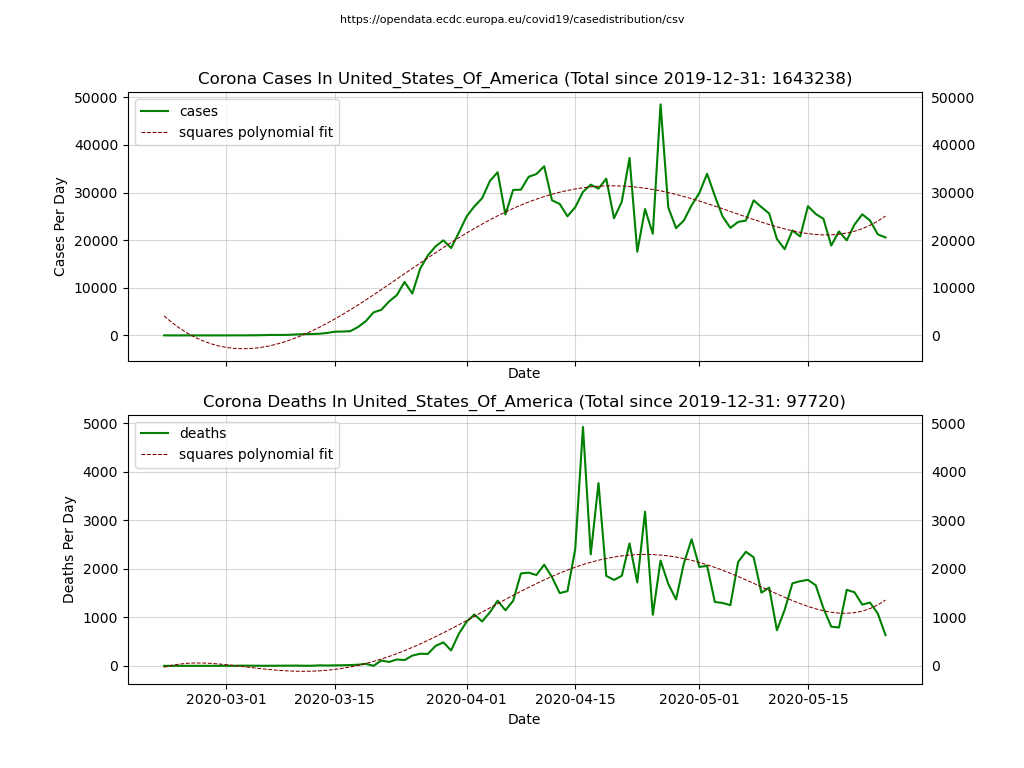 https://opendata.ecdc.europa.eu/covid19/casedistribution/csv
Corona Cases In United_States_Of_America (Total since 2019-12-31: 1643238)
cases
squares polynomial fit
Cases Per Day
50000
40000
30000
20000
10000
0
50000
40000
30000
20000
10000
0
Date
Corona Deaths In United_States_Of_America (Total since 2019-12-31: 97720)
deaths
squares polynomial fit
Deaths Per Day
5000
4000
3000
2000
1000
0
5000
4000
3000
2000
1000
0
2020-03-01 2020-03-15 2020-04-01 2020-04-15 2020-05-01 2020-05-15
Date